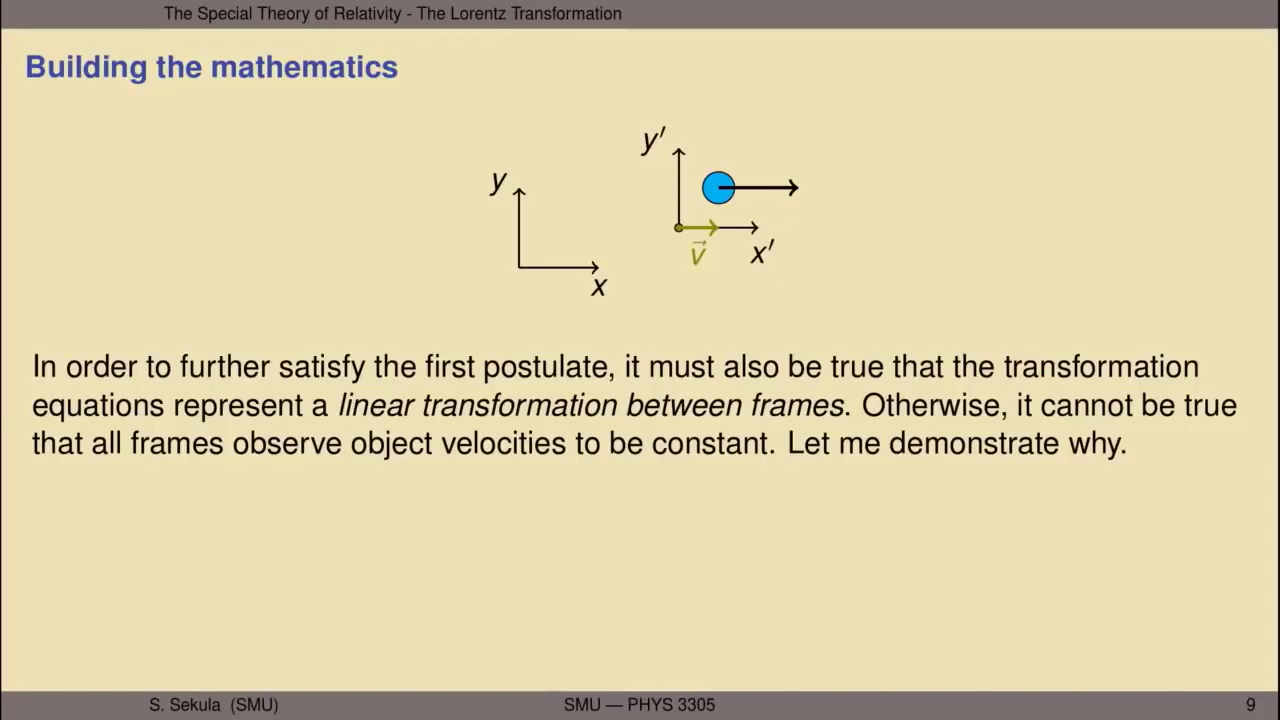 The Special Theory of Relativity - The Lorentz Transformation
Building the mathematics
y′
y
v⃗
x′
x
In order to further satisfy the first postulate, it must also be true that the transformation
equations represent a linear transformation between frames. Otherwise, it cannot be true
that all frames observe object velocities to be constant. Let me demonstrate why.
S. Sekula (SMU) SMU — PHYS 3305 9